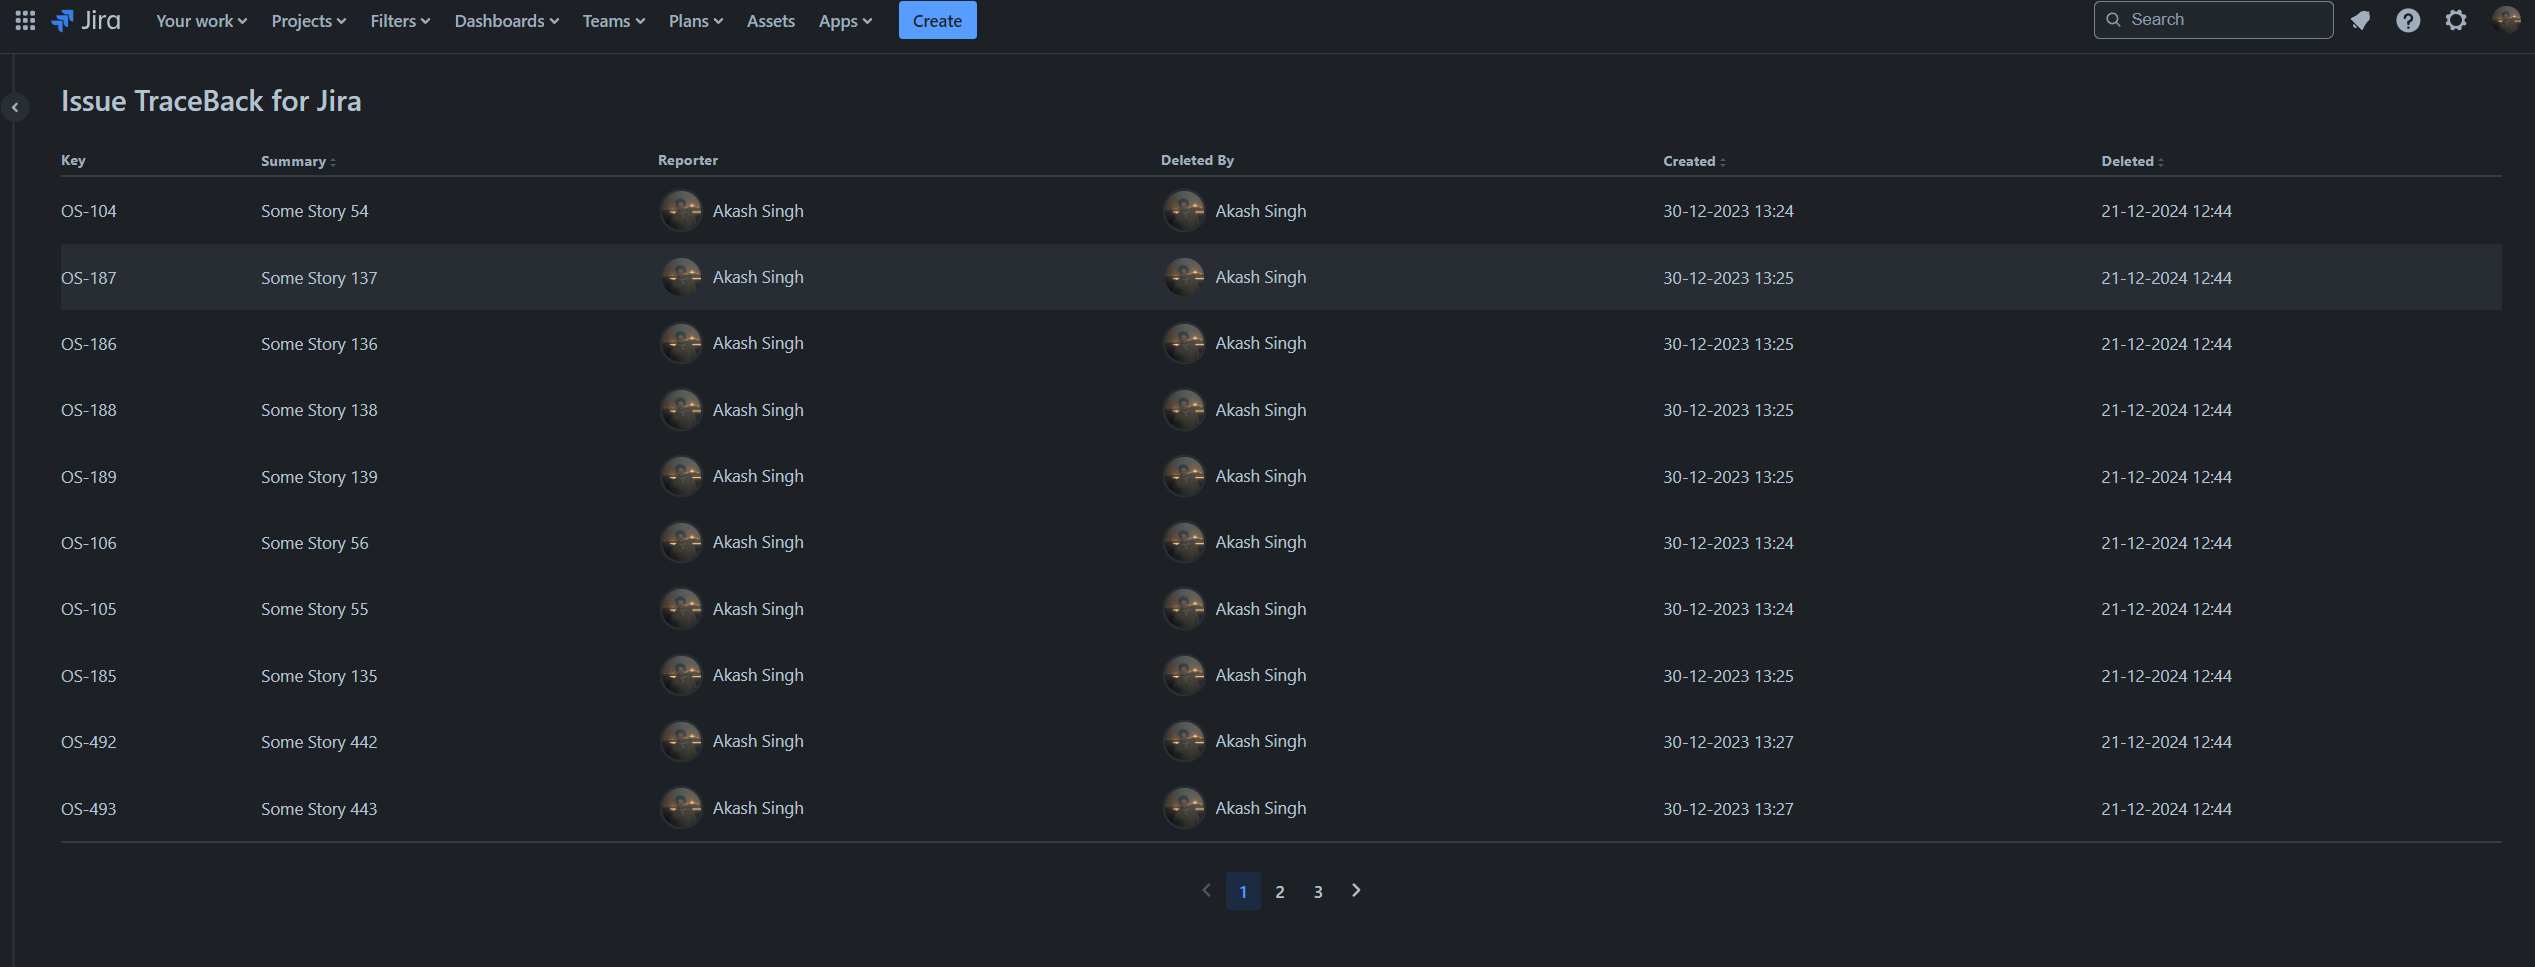 Jira Your work Projects Filters Dashboards Teams Plans Assets Apps Create Search
Issue TraceBack for Jira
Key Summary Reporter Deleted By Created Deleted
OS-104 Some Story 54 Akash Singh Akash Singh 30-12-2023 13:24 21-12-2024 12:44
OS-187 Some Story 137 Akash Singh Akash Singh 30-12-2023 13:25 21-12-2024 12:44
OS-186 Some Story 136 Akash Singh Akash Singh 30-12-2023 13:25 21-12-2024 12:44
OS-188 Some Story 138 Akash Singh Akash Singh 30-12-2023 13:25 21-12-2024 12:44
OS-189 Some Story 139 Akash Singh Akash Singh 30-12-2023 13:25 21-12-2024 12:44
OS-106 Some Story 56 Akash Singh Akash Singh 30-12-2023 13:24 21-12-2024 12:44
OS-105 Some Story 55 Akash Singh Akash Singh 30-12-2023 13:24 21-12-2024 12:44
OS-185 Some Story 135 Akash Singh Akash Singh 30-12-2023 13:25 21-12-2024 12:44
OS-492 Some Story 442 Akash Singh Akash Singh 30-12-2023 13:27 21-12-2024 12:44
OS-493 Some Story 443 Akash Singh Akash Singh 30-12-2023 13:27 21-12-2024 12:44
1 2 3